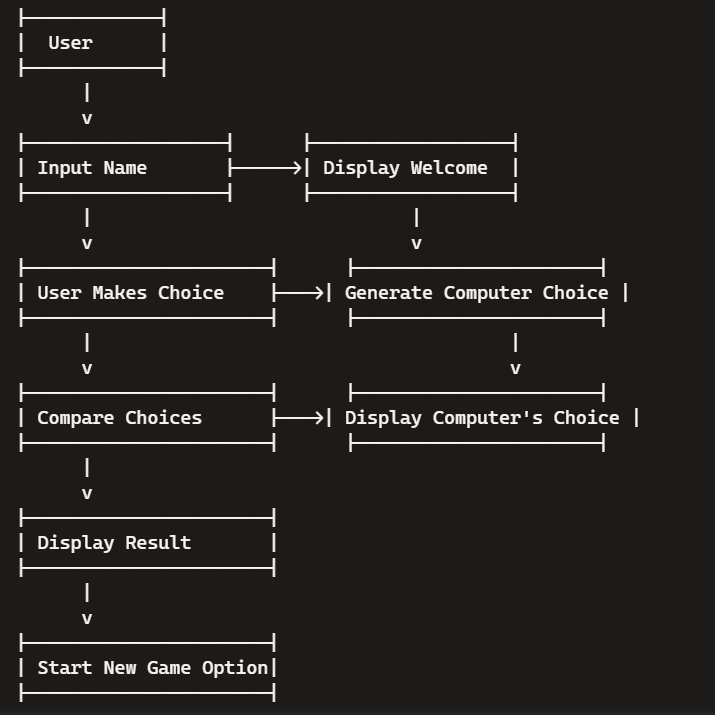 User
Input Name
Display Welcome
User Makes Choice
Generate Computer Choice
Compare Choices
Display Computer's Choice
Display Result
Start New Game Option